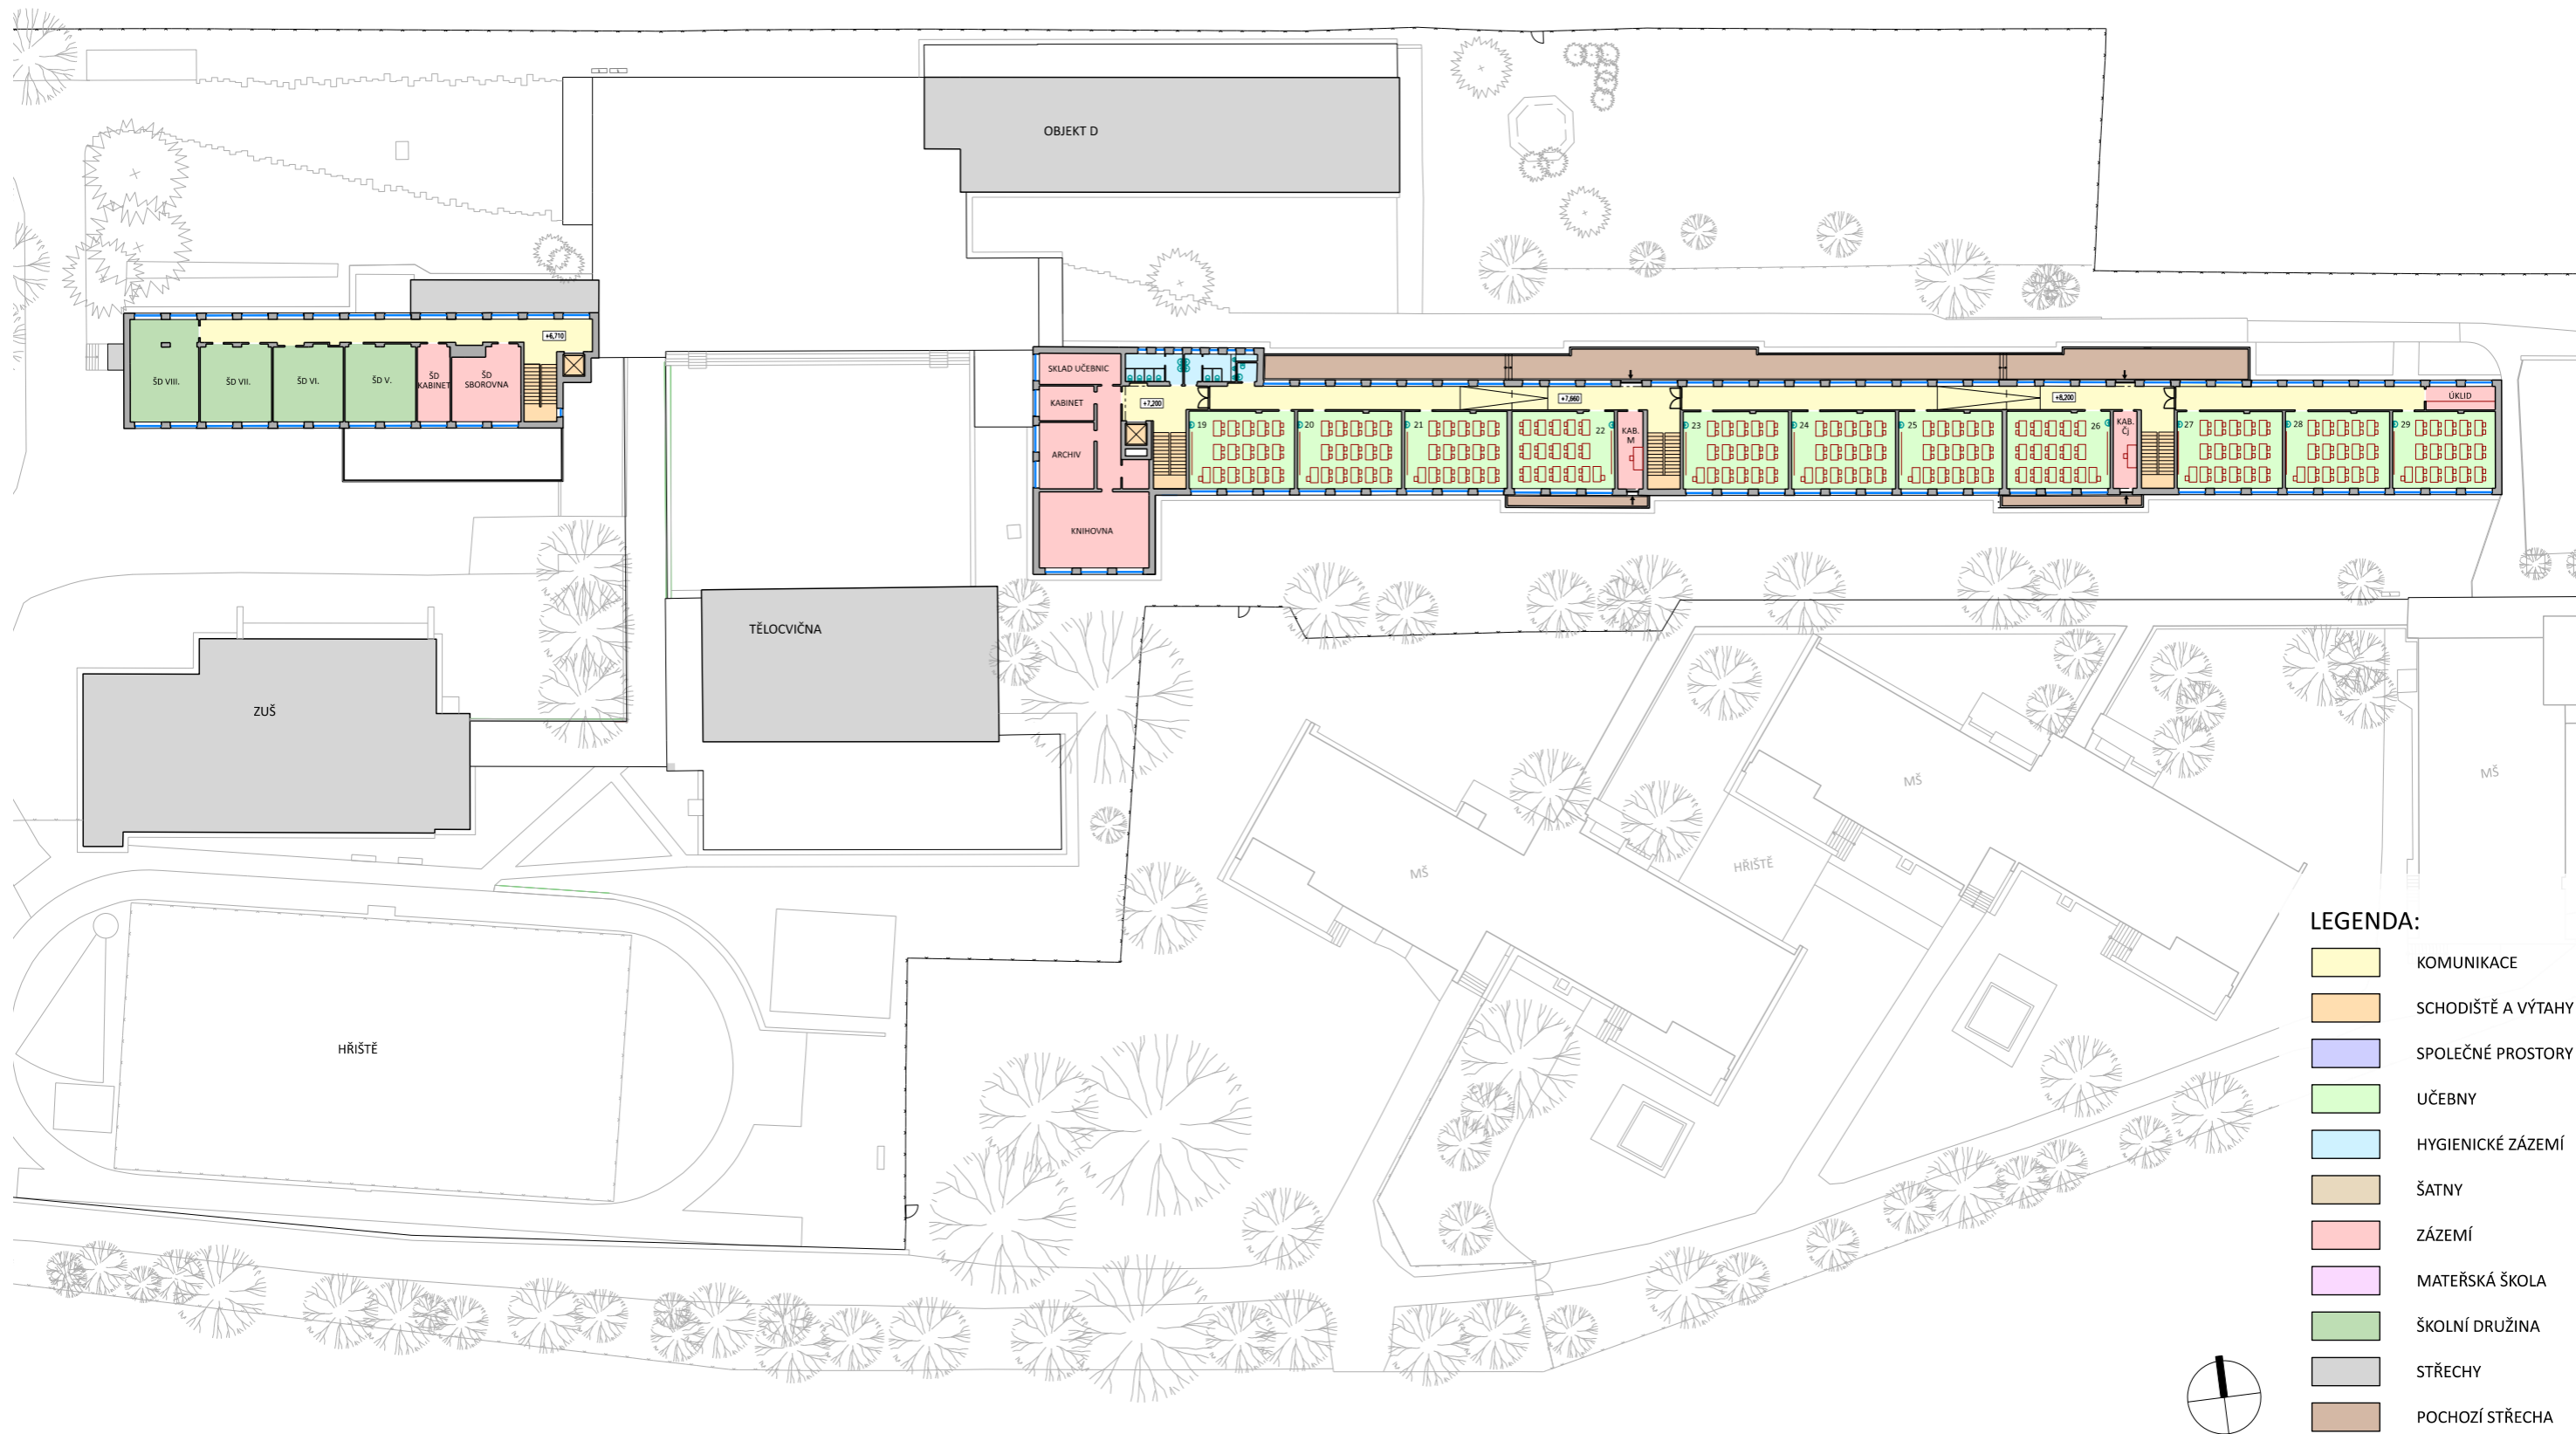 OBJEKT D
+6,710
ŠD VIII.
ŠD VII.
ŠD VI.
ŠD V.
ŠD
KABINET
ŠD
SBOROVNA
SKLAD UČEBNIC
KABINET
ARCHIV
KNIHOVNA
+7,200
+7,660
+8,200
ÚKLID
19
20
21
22
KAB.
M
23
24
25
26
KAB.
Čj
27
28
29
TĚLOCVIČNA
ZUŠ
HŘIŠTĚ
MŠ
HŘIŠTĚ
MŠ
MŠ
LEGENDA:
KOMUNIKACE
SCHODIŠTĚ A VÝTAHY
SPOLEČNÉ PROSTORY
UČEBNY
HYGIENICKÉ ZÁZEMÍ
ŠATNY
ZÁZEMÍ
MATEŘSKÁ ŠKOLA
ŠKOLNÍ DRUŽINA
STŘECHY
POCHOZÍ STŘECHA